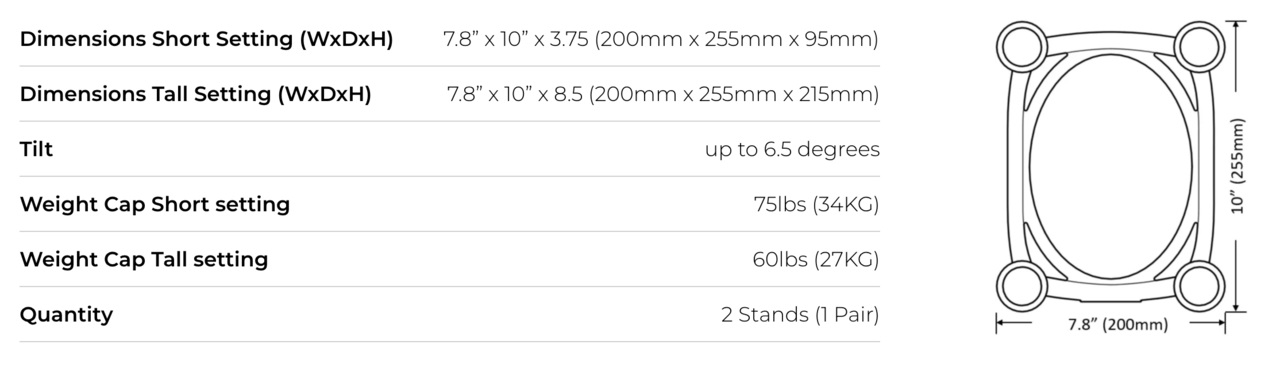 Dimensions Short Setting (WxDxH) 7.8” x 10” x 3.75 (200mm x 255mm x 95mm)
Dimensions Tall Setting (WxDxH) 7.8” x 10” x 8.5 (200mm x 255mm x 215mm)
Tilt up to 6.5 degrees
Weight Cap Short setting 75lbs (34KG)
Weight Cap Tall setting 60lbs (27KG)
Quantity 2 Stands (1 Pair)
10” (255mm)
7.8” (200mm)